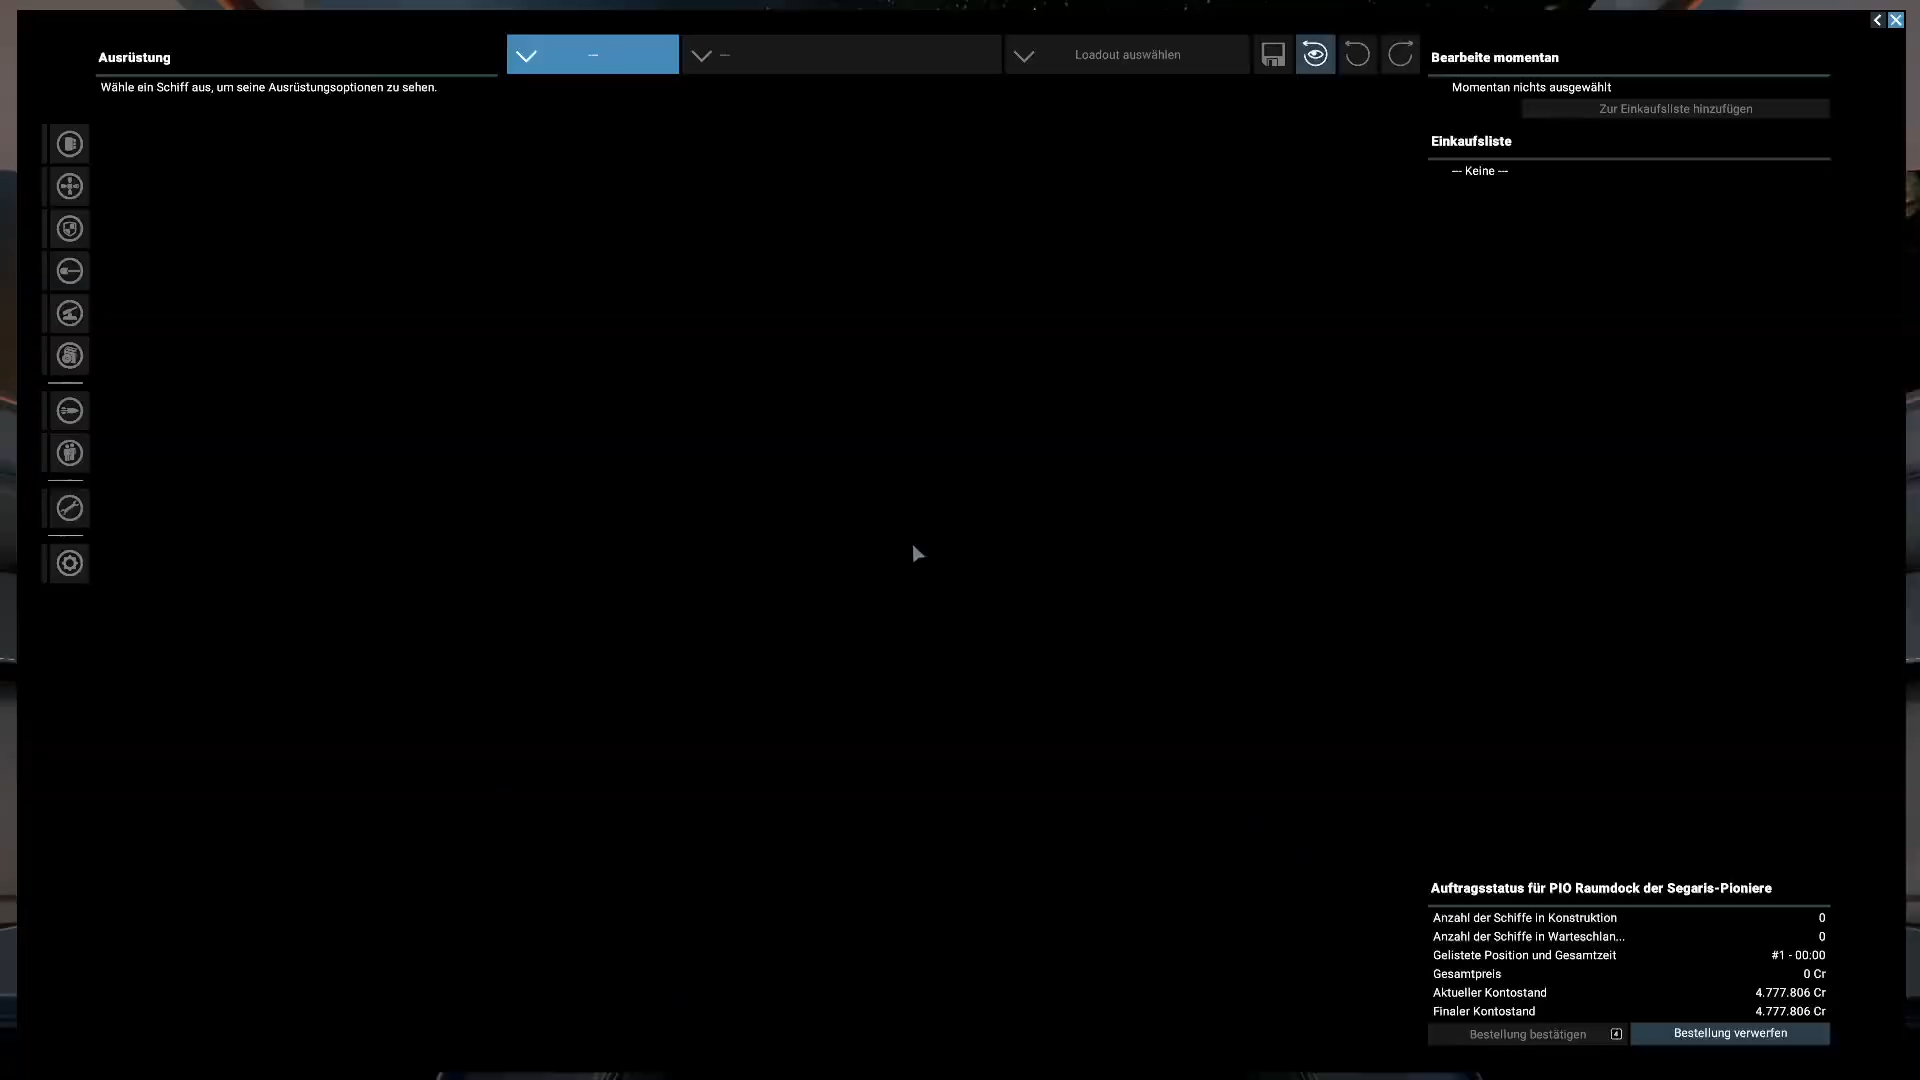 Ausrüstung
Wähle ein Schiff aus, um seine Ausrüstungsoptionen zu sehen.
---
---
Loadout auswählen
Bearbeite momentan
Momentan nichts ausgewählt
Zur Einkaufsliste hinzufügen
Einkaufsliste
--- Keine ---
Auftragsstatus für PIO Raumdock der Segaris-Pioniere
Anzahl der Schiffe in Konstruktion 0
Anzahl der Schiffe in Warteschlan... 0
Gelistete Position und Gesamtzeit #1 - 00:00
Gesamtpreis 0 Cr
Aktueller Kontostand 4.777.806 Cr
Finaler Kontostand 4.777.806 Cr
Bestellung bestätigen 4 Bestellung verwerfen